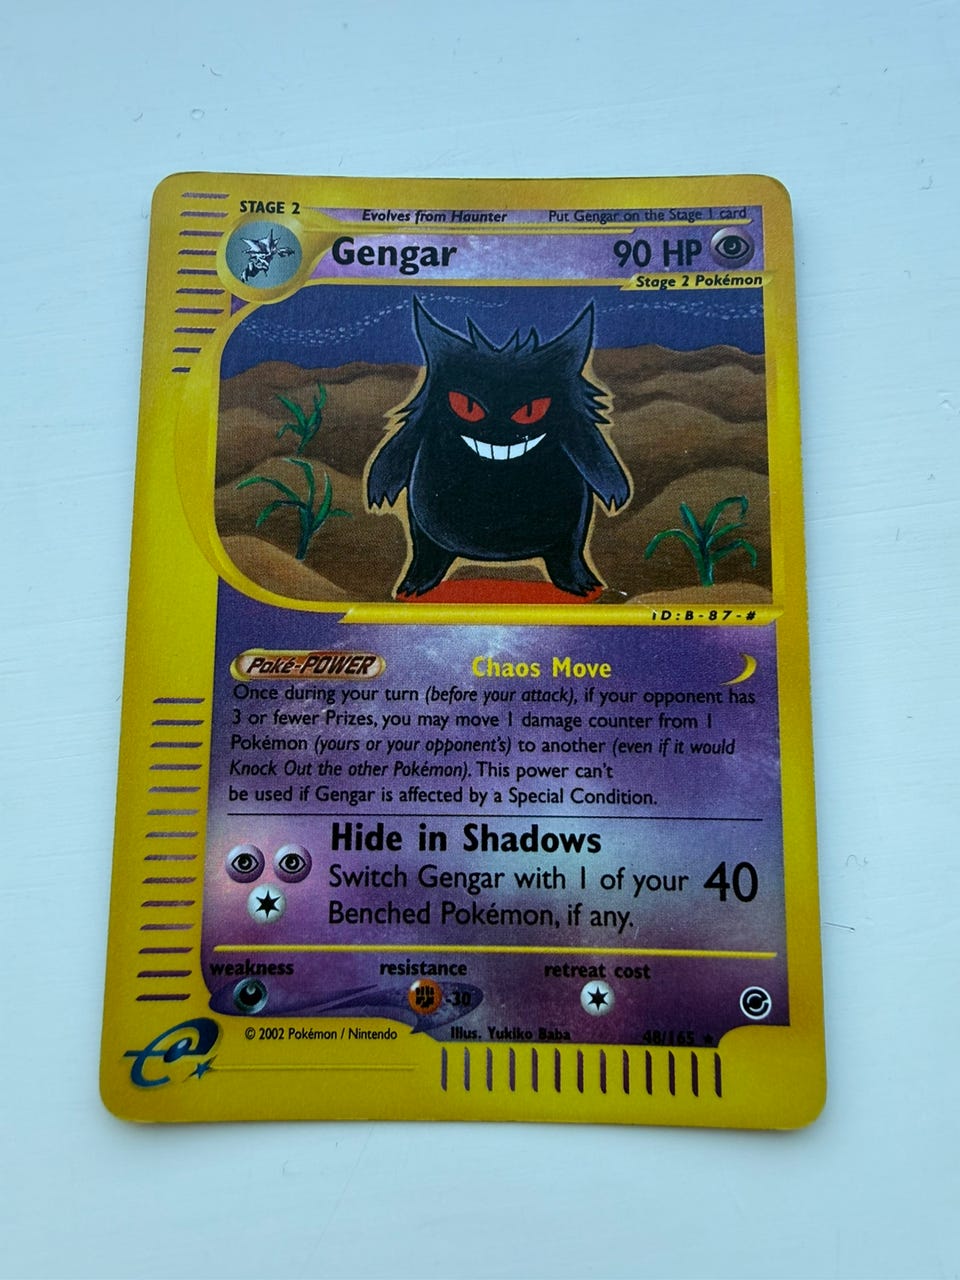 STAGE 2
Evolves from Haunter Put Gengar on the Stage 1 card
Gengar 90 HP
Stage 2 Pokémon
ID:B-87-#
Poké-POWER Chaos Move
Once during your turn (before your attack), if your opponent has
3 or fewer Prizes, you may move 1 damage counter from 1
Pokémon (yours or your opponent's) to another (even if it would
Knock Out the other Pokémon). This power can't
be used if Gengar is affected by a Special Condition.
Hide in Shadows
Switch Gengar with 1 of your 40
Benched Pokémon, if any.
weakness resistance retreat cost
-30
© 2002 Pokémon / Nintendo Illus. Yukiko Baba 48/165 ★
e